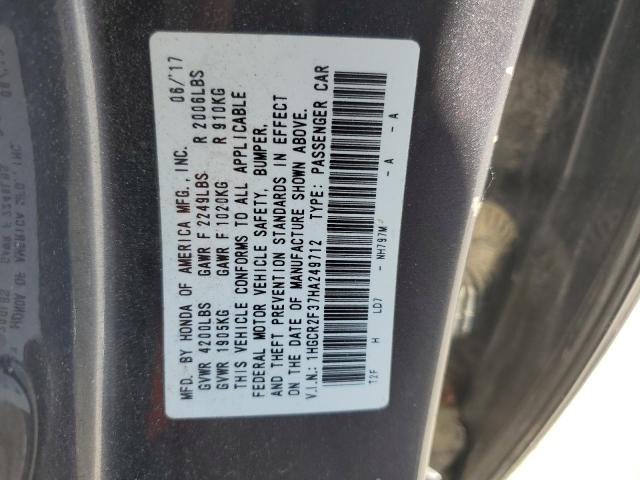 MFD. BY HONDA OF AMERICA MFG., INC. 06/'17
GVWR 4200LBS GAWR F 2249LBS R 2006LBS
GVWR 1905KG GAWR F 1020KG R 910KG
THIS VEHICLE CONFORMS TO ALL APPLICABLE
FEDERAL MOTOR VEHICLE SAFETY, BUMPER,
AND THEFT PREVENTION STANDARDS IN EFFECT
ON THE DATE OF MANUFACTURE SHOWN ABOVE.
V.I.N.: 1HGCR2F37HA249712 TYPE: PASSENGER CAR
T2F H LD7 - NH797M - A - A